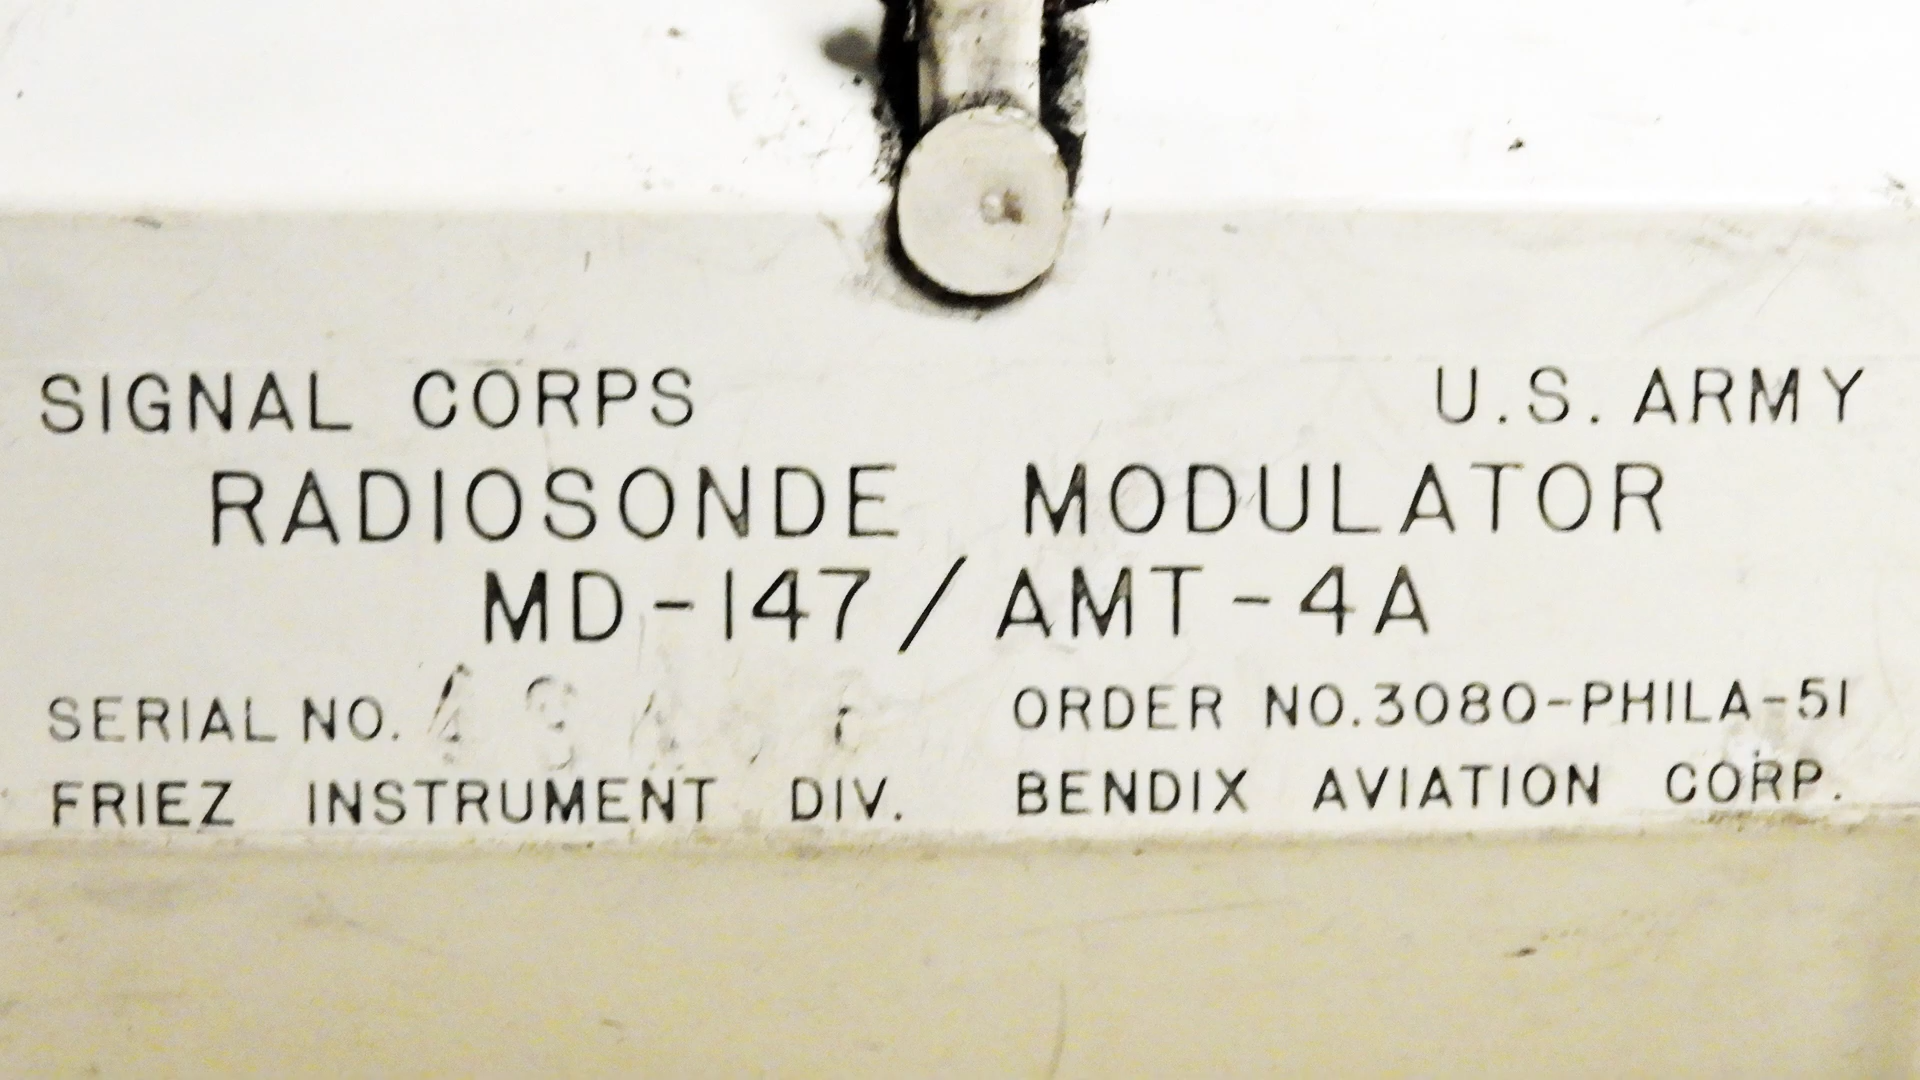 SIGNAL CORPS U.S. ARMY
RADIOSONDE MODULATOR
MD-147/AMT-4A
SERIAL NO. ORDER NO.3080-PHILA-51
FRIEZ INSTRUMENT DIV. BENDIX AVIATION CORP.